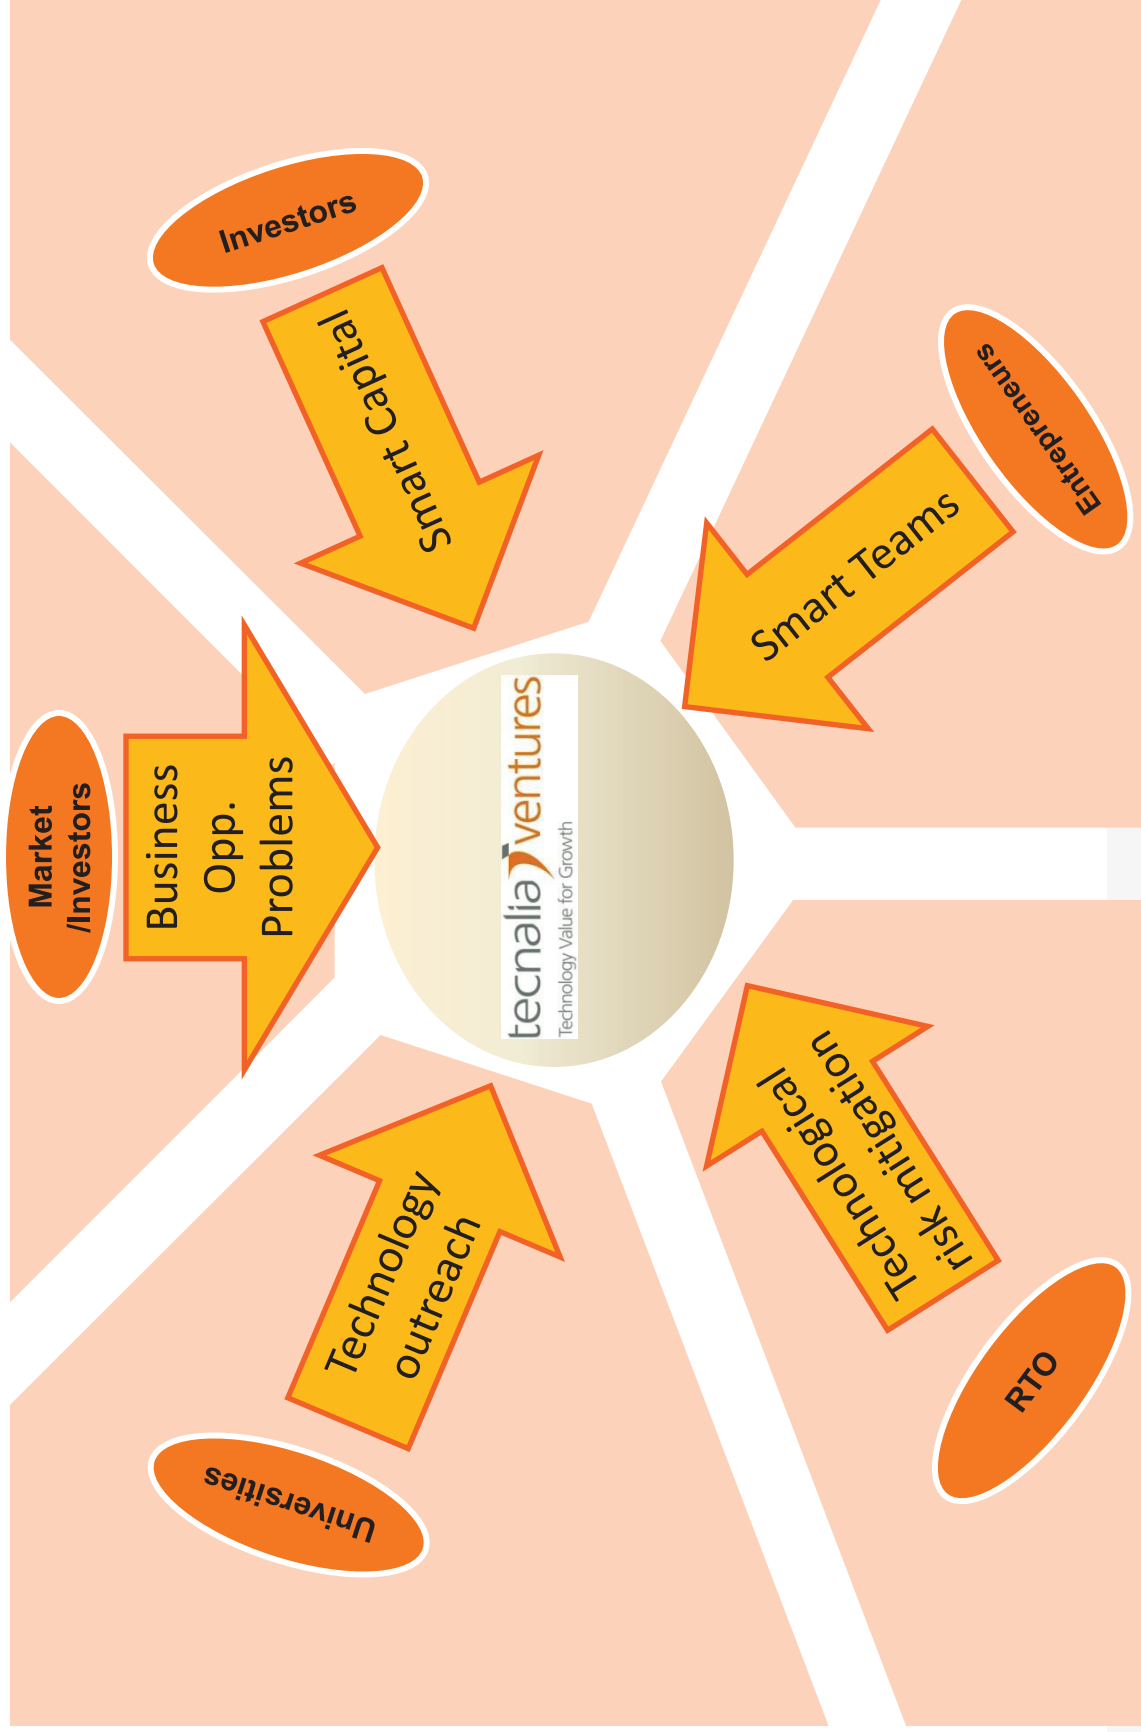 Market
/Investors
Business
Opp.
Problems
Investors
Smart Capital
Entrepreneurs
Smart Teams
RTO
Technological
risk mitigation
Universities
Technology
outreach
tecnalia ventures
Technology Value for Growth